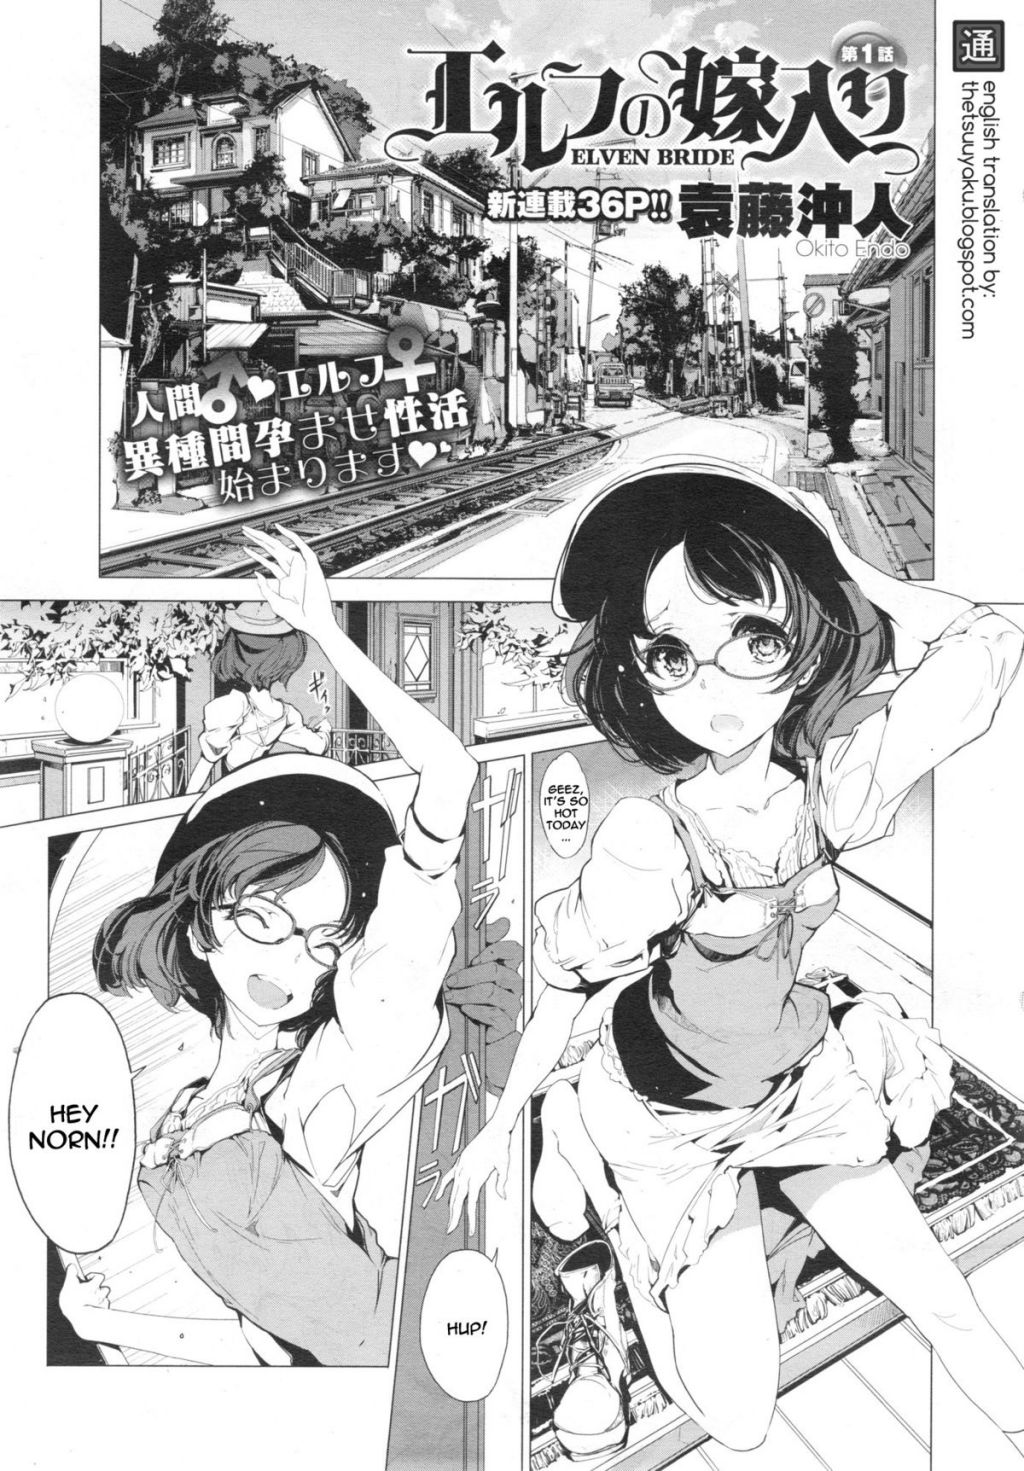 通
english translation by:
thetsuuyaku.blogspot.com
第1話
エルフの嫁入り
ELVEN BRIDE
新連載36P!!
袁藤沖人
Okito Endo
人間♂♥エルフ♀
異種間孕ませ性活
始まります♥
ギィッ
GEEZ,
IT'S SO
HOT
TODAY
...
ガラ
ガラ
HEY
NORN!!
HUP!